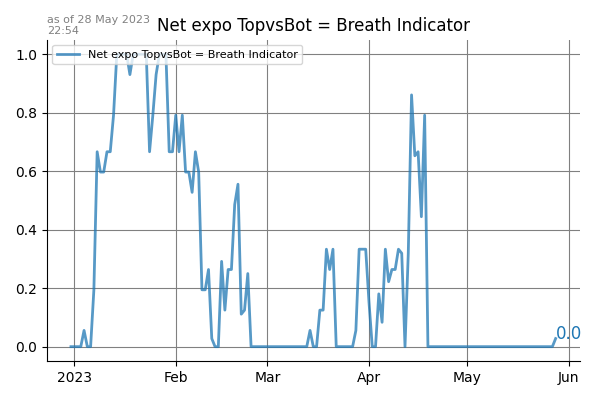 as of 28 May 2023
22:54
Net expo TopvsBot = Breath Indicator
Net expo TopvsBot = Breath Indicator
1.0
0.8
0.6
0.4
0.2
0.0
0.0
2023 Feb Mar Apr May Jun